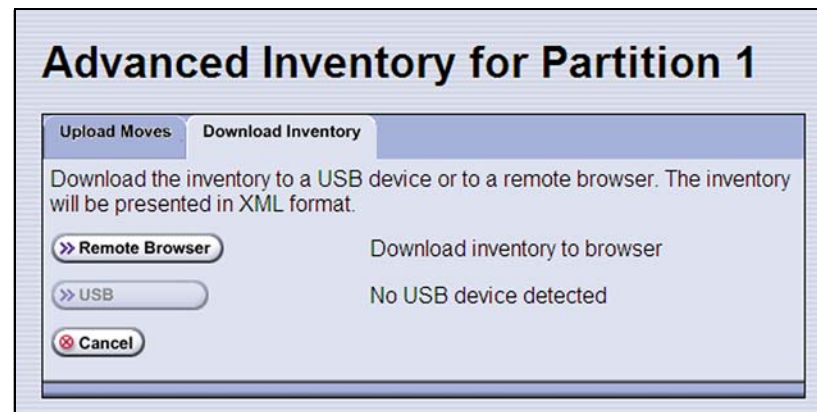 Advanced Inventory for Partition 1
Upload Moves
Download Inventory
Download the inventory to a USB device or to a remote browser. The inventory
will be presented in XML format.
Remote Browser
Download inventory to browser
USB
No USB device detected
Cancel